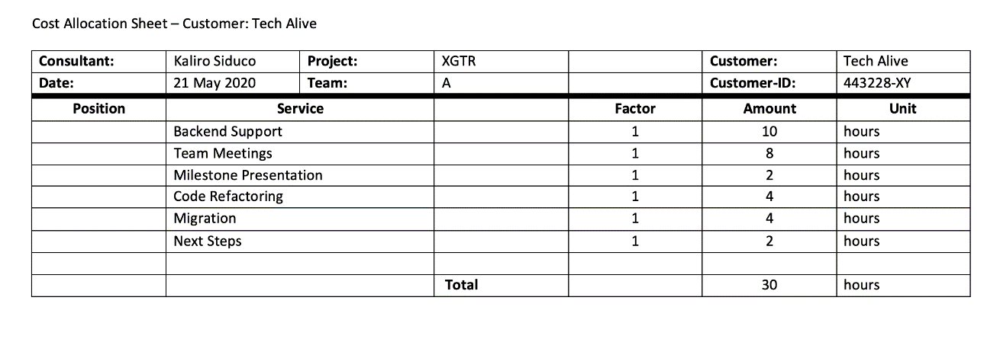 Cost Allocation Sheet – Customer: Tech Alive
Consultant: Kaliro Siduco Project: XGTR Customer: Tech Alive
Date: 21 May 2020 Team: A Customer-ID: 443228-XY
Position Service Factor Amount Unit
Backend Support 1 10 hours
Team Meetings 1 8 hours
Milestone Presentation 1 2 hours
Code Refactoring 1 4 hours
Migration 1 4 hours
Next Steps 1 2 hours
Total 30 hours